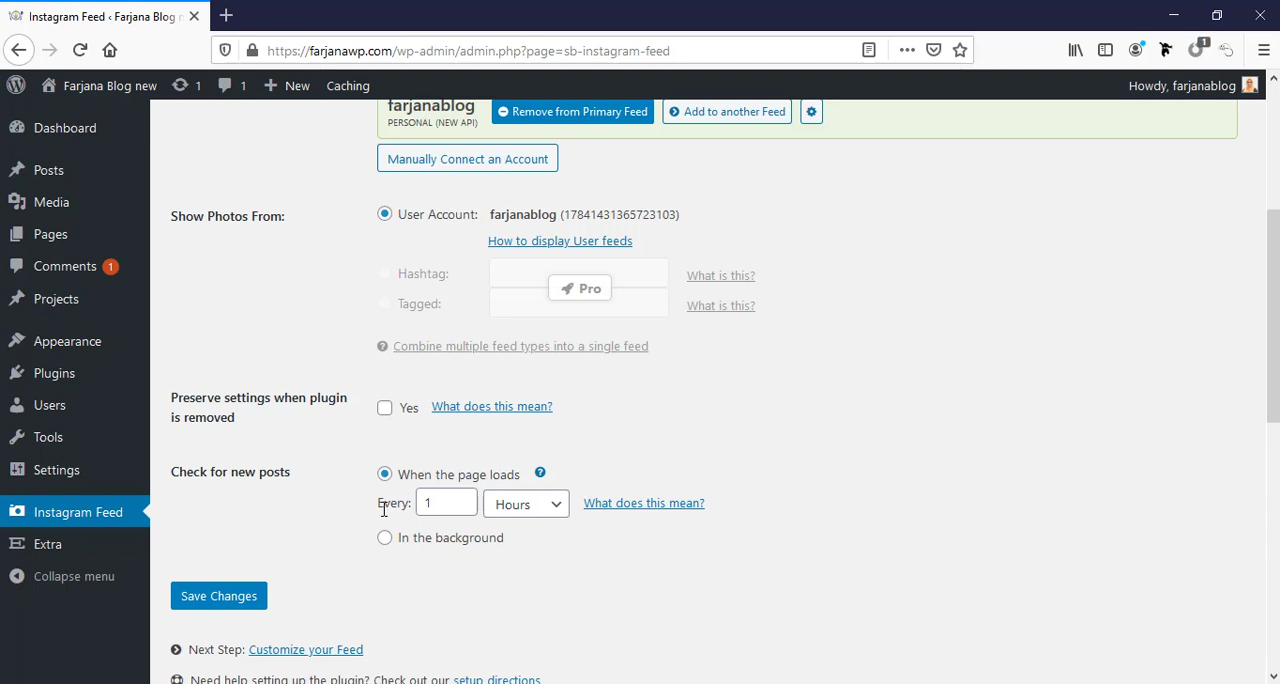 Instagram Feed ‹ Farjana Blog n
https://farjanawp.com/wp-admin/admin.php?page=sb-instagram-feed
1
Farjana Blog new
1
1
New
Caching
Howdy, farjanablog
Dashboard
Posts
Media
Pages
Comments 1
Projects
Appearance
Plugins
Users
Tools
Settings
Instagram Feed
Extra
Collapse menu
farjanablog
PERSONAL (NEW API)
Remove from Primary Feed
Add to another Feed
Manually Connect an Account
Show Photos From:
User Account: farjanablog (17841431365723103)
How to display User feeds
Hashtag:
What is this?
Pro
Tagged:
What is this?
Combine multiple feed types into a single feed
Preserve settings when plugin
is removed
Yes What does this mean?
Check for new posts
When the page loads
Every: 1 Hours What does this mean?
In the background
Save Changes
Next Step: Customize your Feed
Need help setting up the plugin? Check out our setup directions